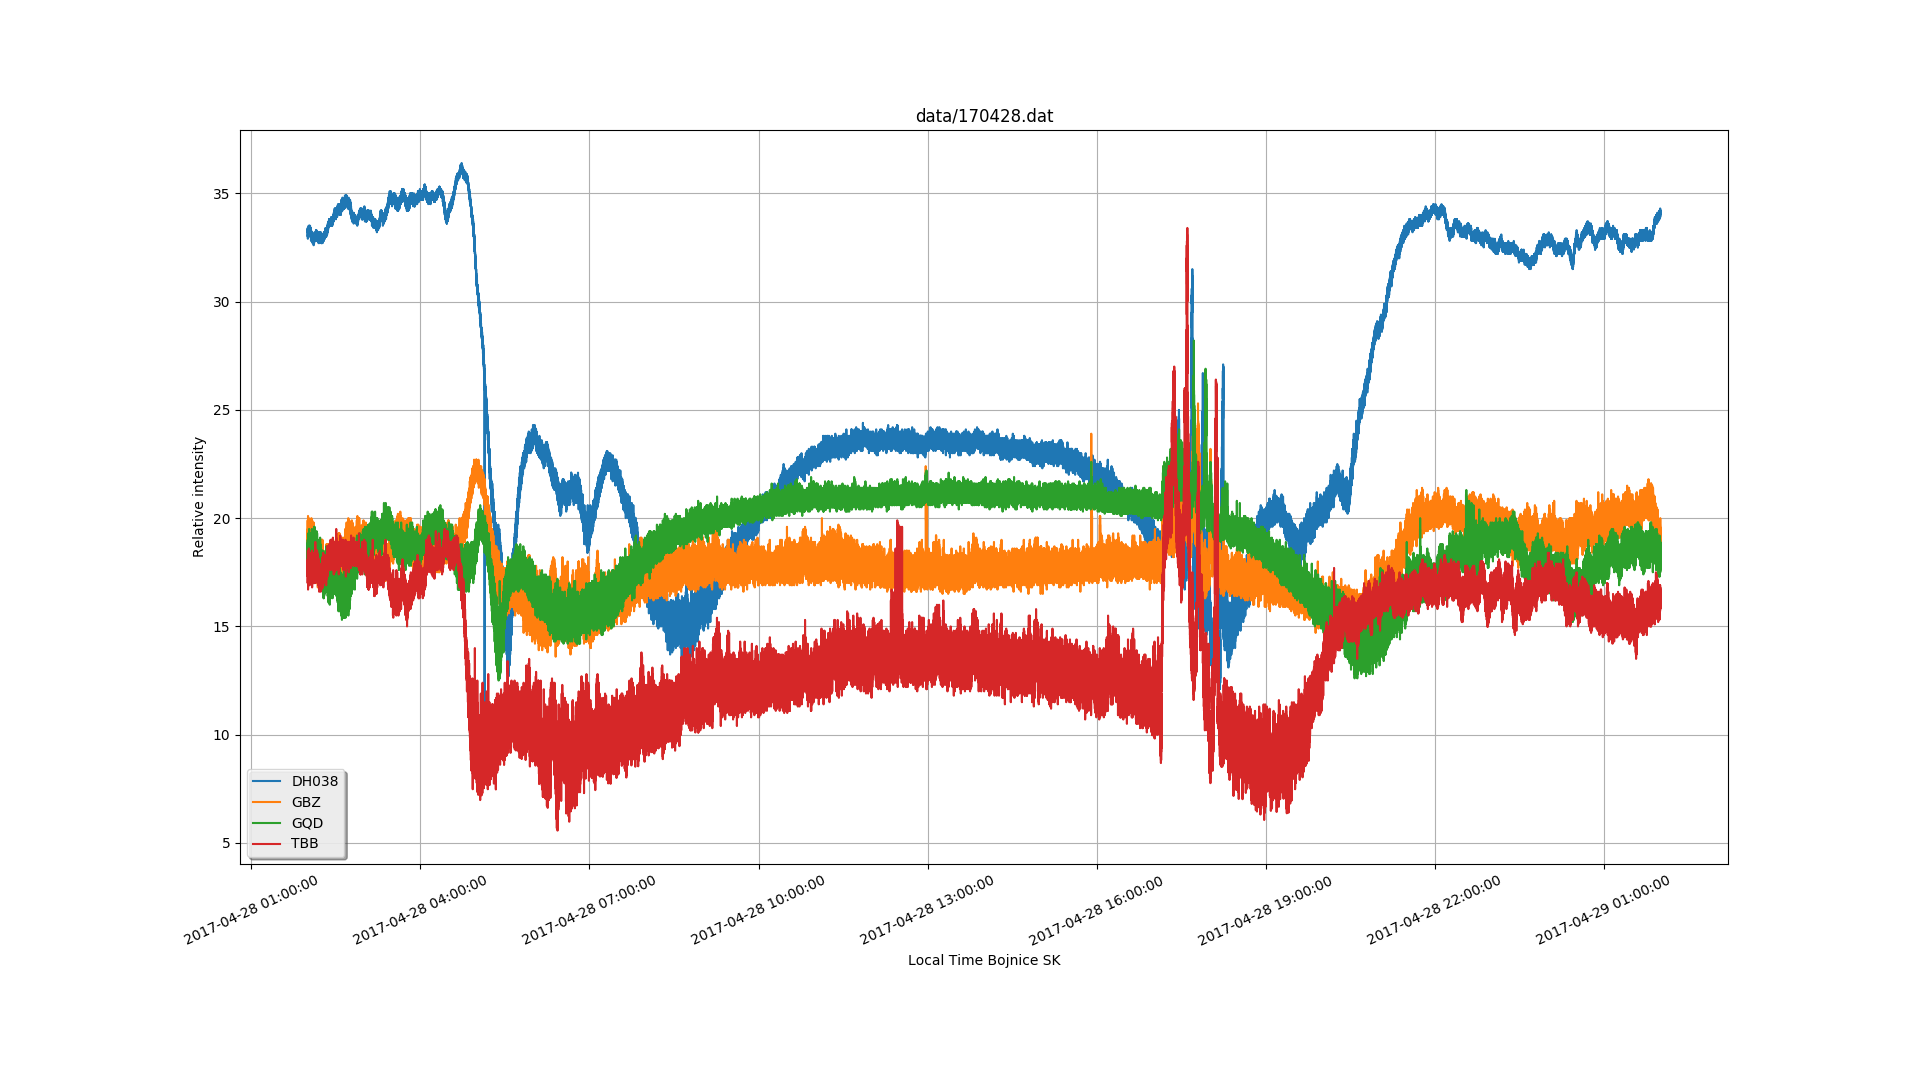 data/170428.dat
Relative intensity
35
30
25
20
15
10
5
DH038
GBZ
GQD
TBB
2017-04-28 01:00:00
2017-04-28 04:00:00
2017-04-28 07:00:00
2017-04-28 10:00:00
2017-04-28 13:00:00
2017-04-28 16:00:00
2017-04-28 19:00:00
2017-04-28 22:00:00
2017-04-29 01:00:00
Local Time Bojnice SK